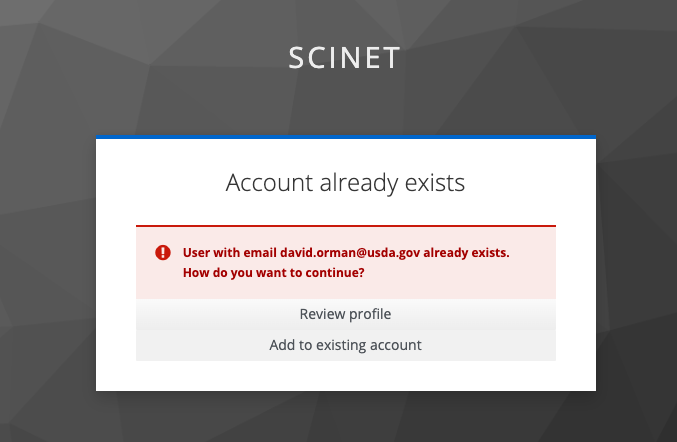 SCINET
Account already exists
User with email david.orman@usda.gov already exists.
How do you want to continue?
Review profile
Add to existing account